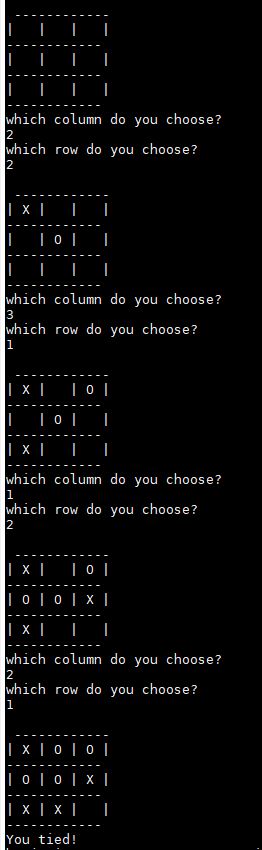 -------------
|   |   |   |
------------
|   |   |   |
------------
|   |   |   |
------------
which column do you choose?
2
which row do you choose?
2
 -------------
| X |   |   |
------------
|   | O |   |
------------
|   |   |   |
------------
which column do you choose?
3
which row do you choose?
1
 -------------
| X |   | O |
------------
|   | O |   |
------------
| X |   |   |
------------
which column do you choose?
1
which row do you choose?
2
 -------------
| X |   | O |
------------
| O | O | X |
------------
| X |   |   |
------------
which column do you choose?
2
which row do you choose?
1
 -------------
| X | O | O |
------------
| O | O | X |
------------
| X | X |   |
------------
You tied!